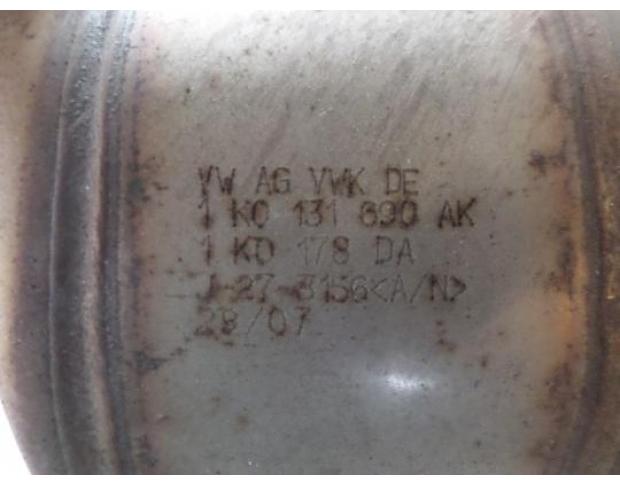 VW AG VWK DE
1 K0 131 690 AK
1 K0 178 DA
J-27-3156<A/N>
28/07